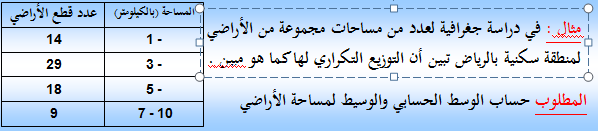 مثال : في دراسة جغرافية لعدد من مساحات مجموعة من الأراضي
لمنطقة سكنية بالرياض تبين أن التوزيع التكراري لها كما هو مبين .
المطلوب حساب الوسط الحسابي والوسيط لمساحة الأراضي
المساحة (بالكيلومتر) عدد قطع الأراضي
1 - 14
3 - 29
5 - 18
7 - 10 9